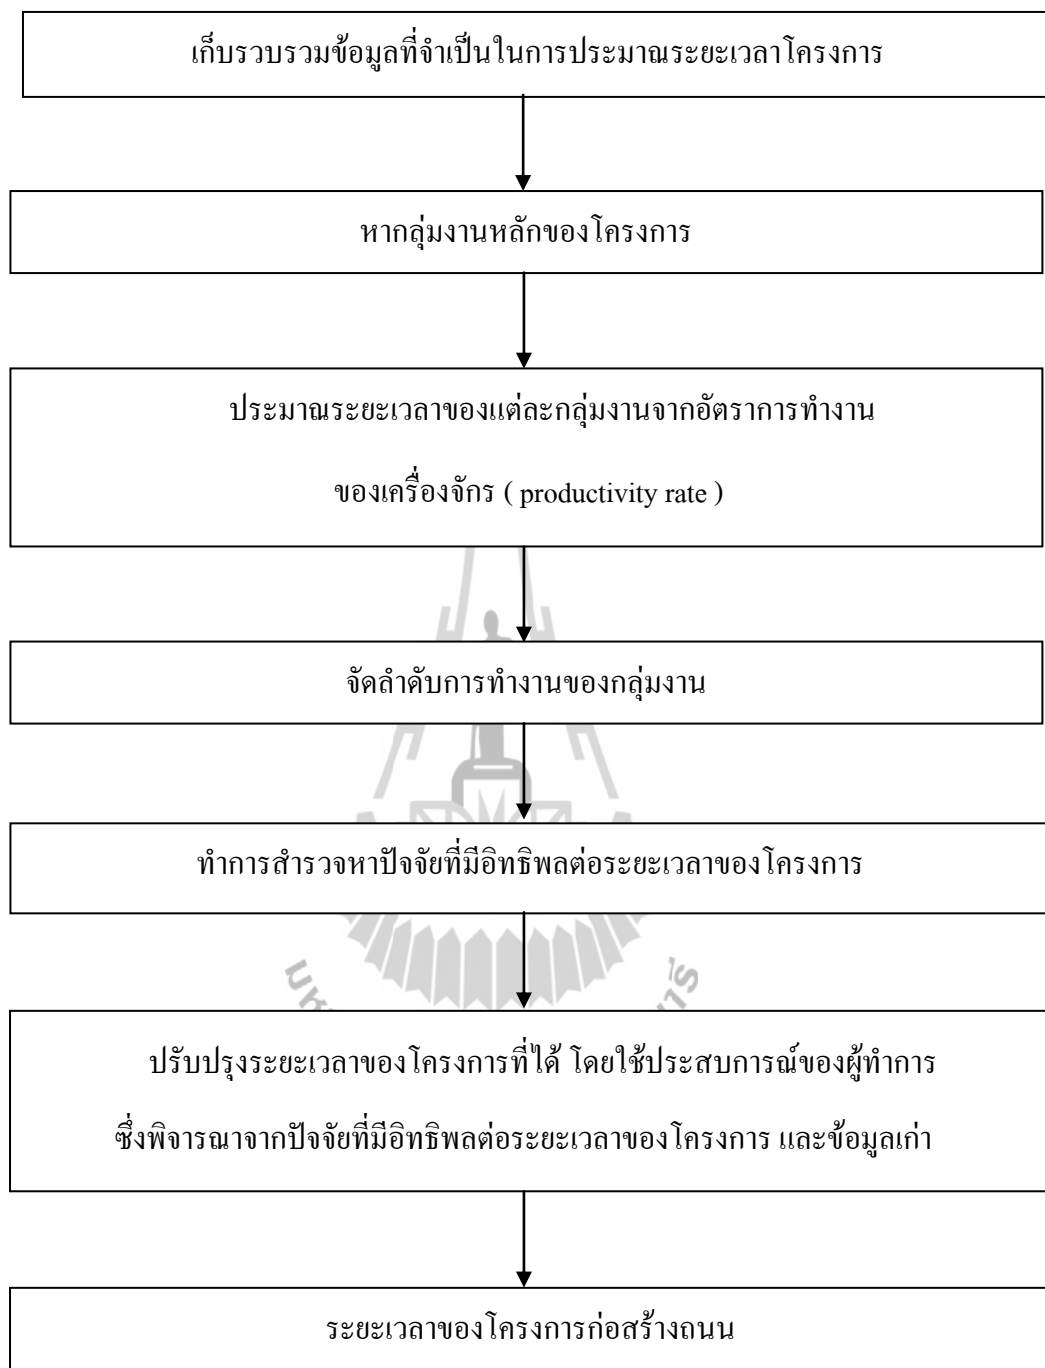 เก็บรวบรวมข้อมูลที่จำเป็นในการประมาณระยะเวลาโครงการ
หากลุ่มงานหลักของโครงการ
ประมาณระยะเวลาของแต่ละกลุ่มงานจากอัตราการทำงาน
ของเครื่องจักร ( productivity rate )
จัดลำดับการทำงานของกลุ่มงาน
ทำการสำรวจหาปัจจัยที่มีอิทธิพลต่อระยะเวลาของโครงการ
ปรับปรุงระยะเวลาของโครงการที่ได้ โดยใช้ประสบการณ์ของผู้ทำการ
ซึ่งพิจารณาจากปัจจัยที่มีอิทธิพลต่อระยะเวลาของโครงการ และข้อมูลเก่า
ระยะเวลาของโครงการก่อสร้างถนน